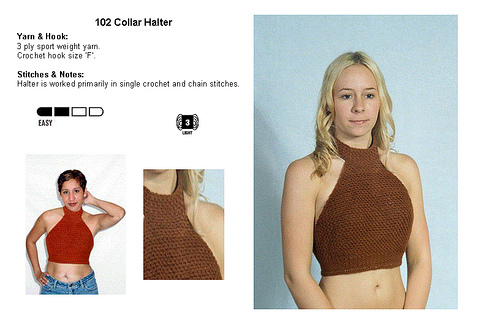 102 Collar Halter
Yarn & Hook:
3 ply sport weight yarn.
Crochet hook size "F".
Stitches & Notes:
Halter is worked primarily in single crochet and chain stitches.
EASY
3
LIGHT